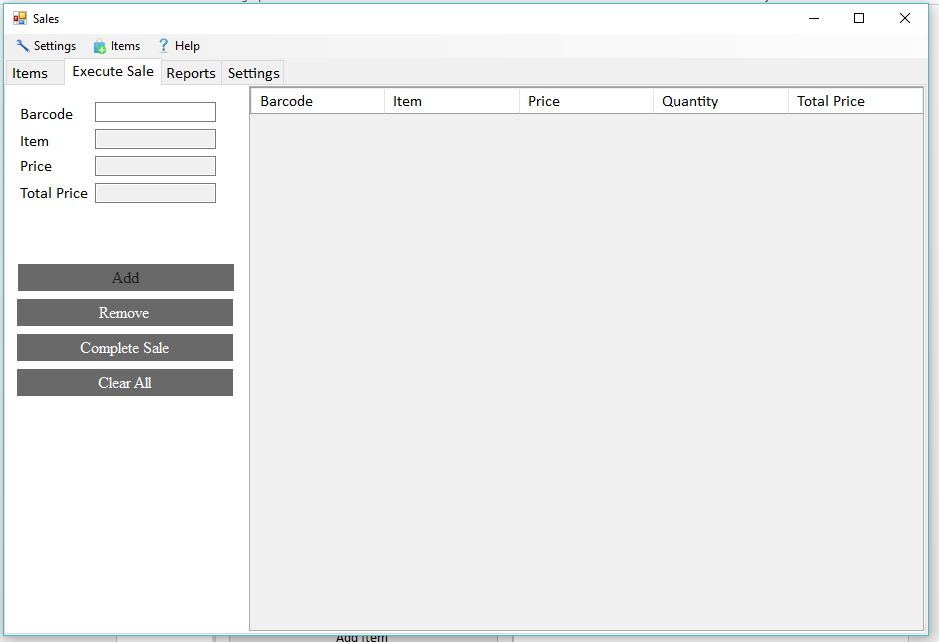 Sales
Settings Items Help
Items Execute Sale Reports Settings
Barcode
Item
Price
Total Price
Add
Remove
Complete Sale
Clear All
Barcode Item Price Quantity Total Price
Add Item